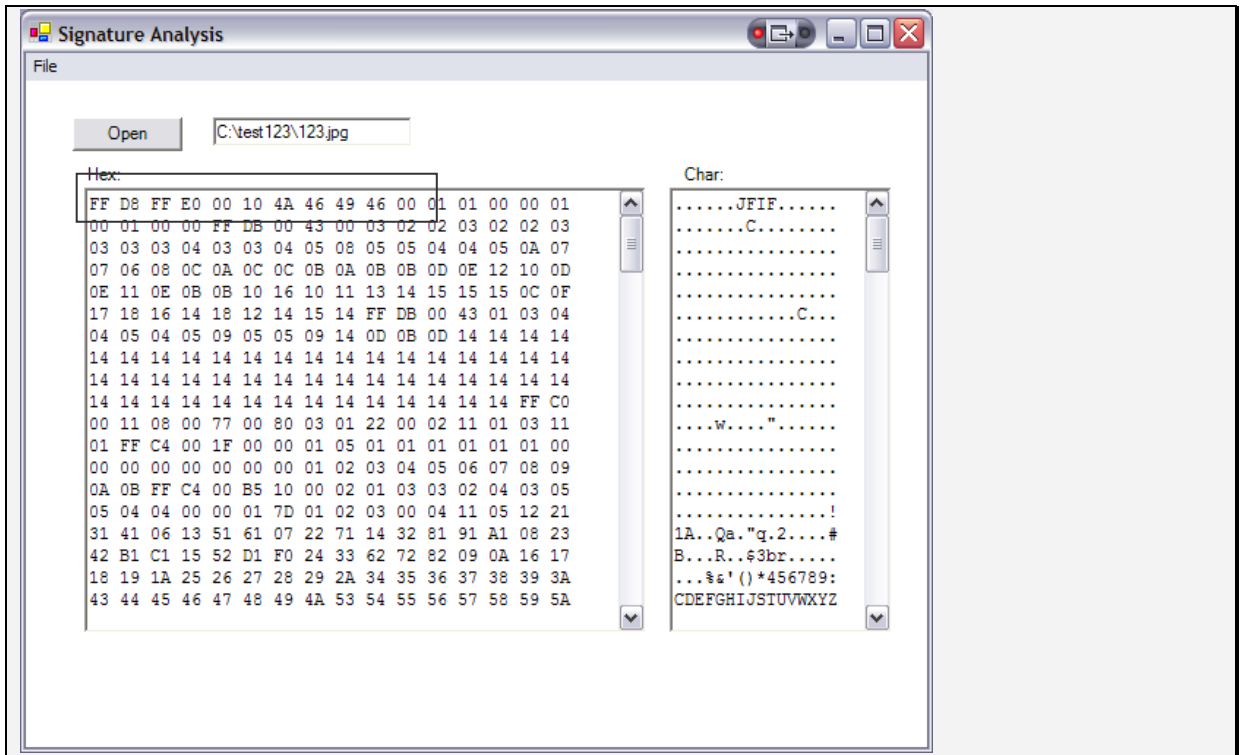 Signature Analysis
File
Open
C:\test123\123.jpg
Hex:
Char:
FF D8 FF E0 00 10 4A 46 49 46 00 01 01 00 00 01
00 01 00 00 FF DB 00 43 00 03 02 02 03 02 02 03
03 03 03 04 03 03 04 05 08 05 05 04 04 05 0A 07
07 06 08 0C 0A 0C 0C 0B 0A 0B 0B 0D 0E 12 10 0D
0E 11 0E 0B 0B 10 16 10 11 13 14 15 15 15 0C 0F
17 18 16 14 18 12 14 15 14 FF DB 00 43 01 03 04
04 05 04 05 09 05 05 09 14 0D 0B 0D 14 14 14 14
14 14 14 14 14 14 14 14 14 14 14 14 14 14 14 14
14 14 14 14 14 14 14 14 14 14 14 14 14 14 14 14
14 14 14 14 14 14 14 14 14 14 14 14 14 14 FF C0
00 11 08 00 77 00 80 03 01 22 00 02 11 01 03 11
01 FF C4 00 1F 00 00 01 05 01 01 01 01 01 01 00
00 00 00 00 00 00 00 01 02 03 04 05 06 07 08 09
0A 0B FF C4 00 B5 10 00 02 01 03 03 02 04 03 05
05 04 04 00 00 01 7D 01 02 03 00 04 11 05 12 21
31 41 06 13 51 61 07 22 71 14 32 81 91 A1 08 23
42 B1 C1 15 52 D1 F0 24 33 62 72 82 09 0A 16 17
18 19 1A 25 26 27 28 29 2A 34 35 36 37 38 39 3A
43 44 45 46 47 48 49 4A 53 54 55 56 57 58 59 5A
......JFIF......
.......C........
................
................
................
............C...
................
................
................
................
....w...."......
................
................
................
...............!
1A..Qa."q.2....#
B...R..$3br.....
...%&'()*456789:
CDEFGHIJSTUVWXYZ